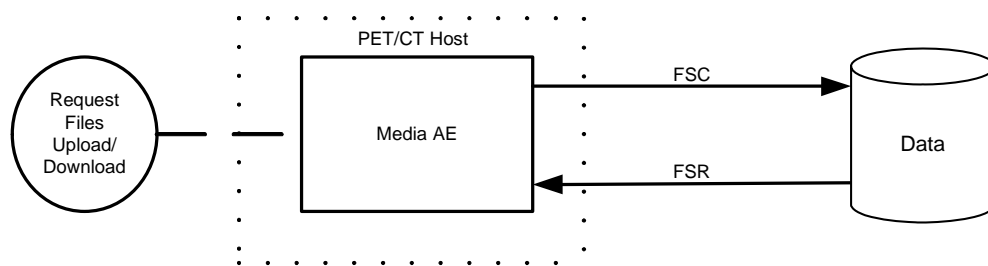 PET/CT Host
Request
Files
Upload/
Download
Media AE
FSC
FSR
Data